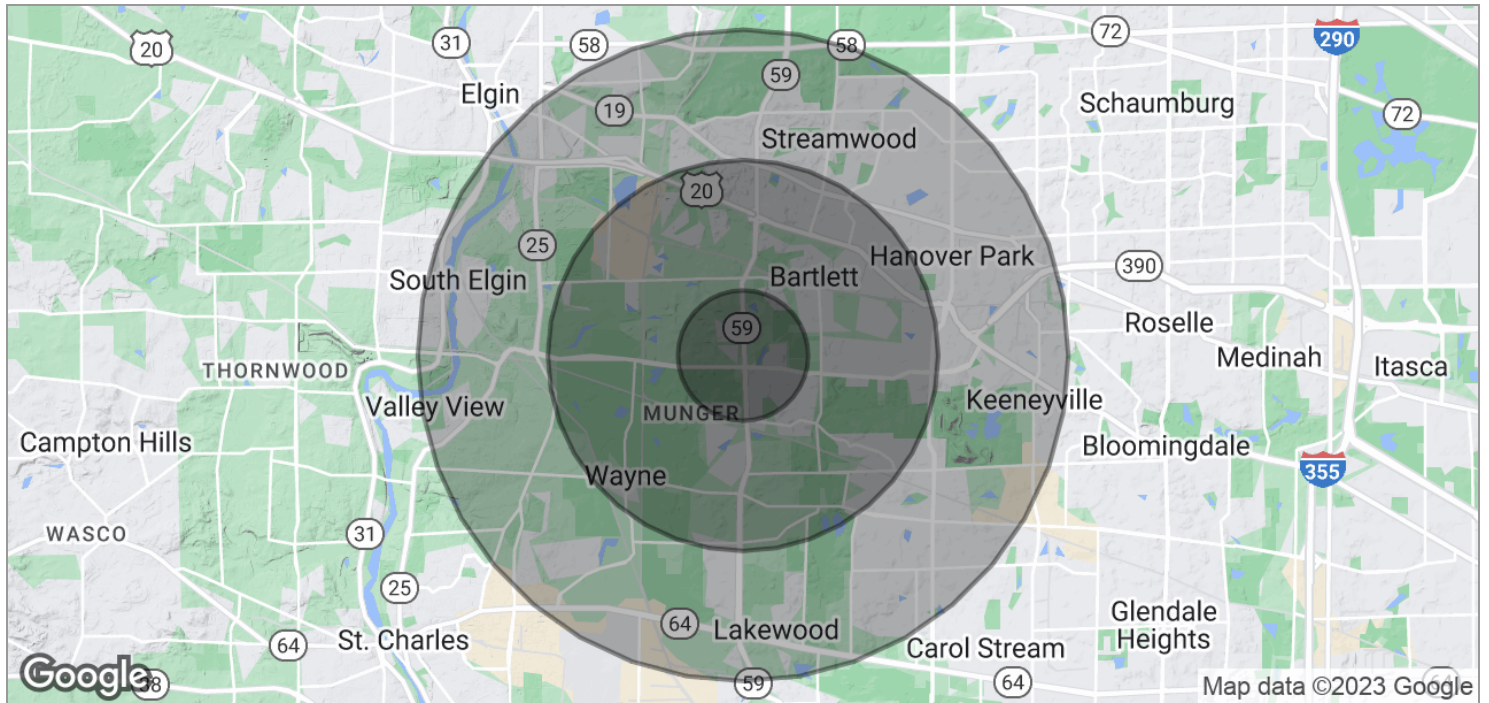 20
31
58
72
290
58
59
Elgin
19
Schaumburg
72
Streamwood
20
25
Hanover Park
390
South Elgin
Bartlett
59
Roselle
THORNWOOD
Medinah
Itasca
Valley View
MUNGER
Keeneyville
Campton Hills
Bloomingdale
355
Wayne
WASCO
31
25
64
Glendale
Heights
64
St. Charles
Lakewood
Carol Stream
Google
38
59
64
64
Map data ©2023 Google